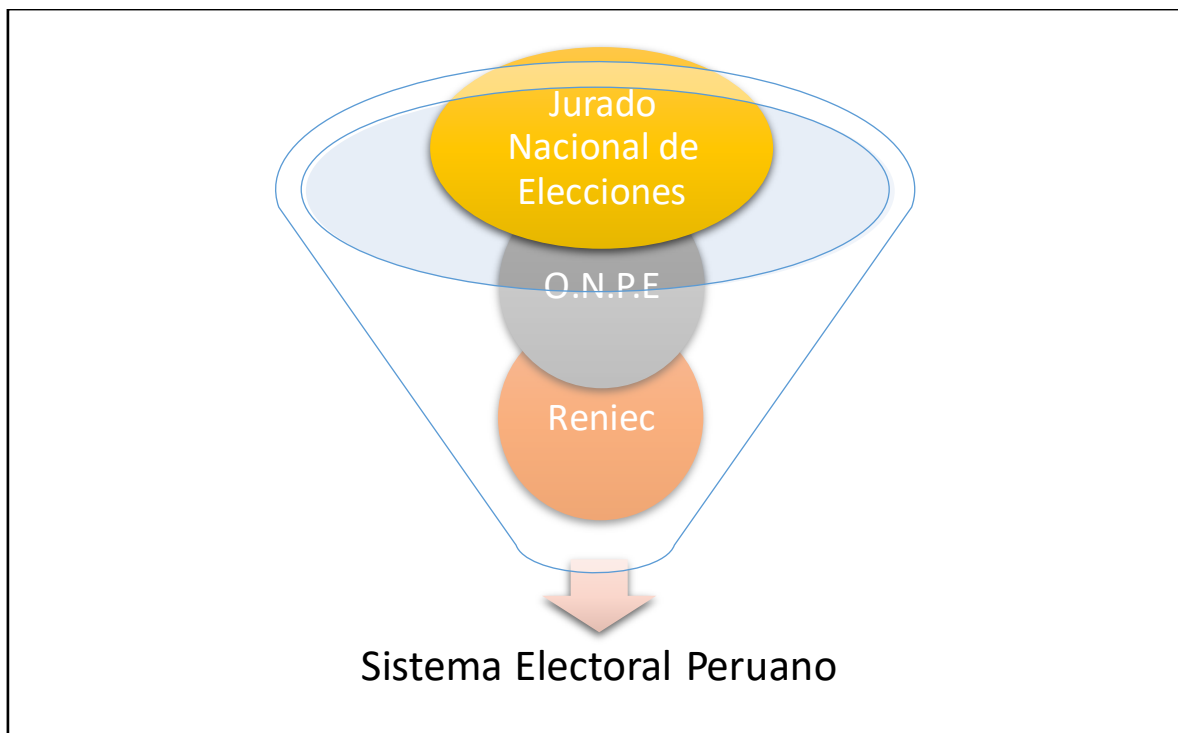 Jurado
Nacional de
Elecciones
O.N.P.E
Reniec
Sistema Electoral Peruano